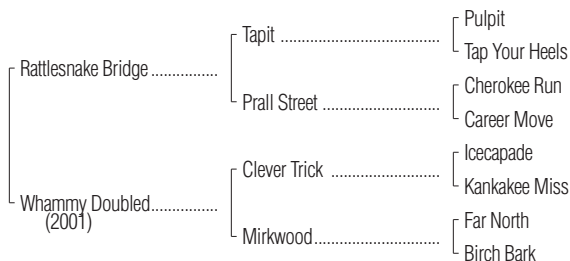 Pulpit
Tapit ........................................
Tap Your Heels
Rattlesnake Bridge ................
Cherokee Run
Prall Street ..............................
Career Move
Icecapade
Clever Trick ...........................
Kankakee Miss
Whammy Doubled................
(2001)
Far North
Mirkwood...............................
Birch Bark